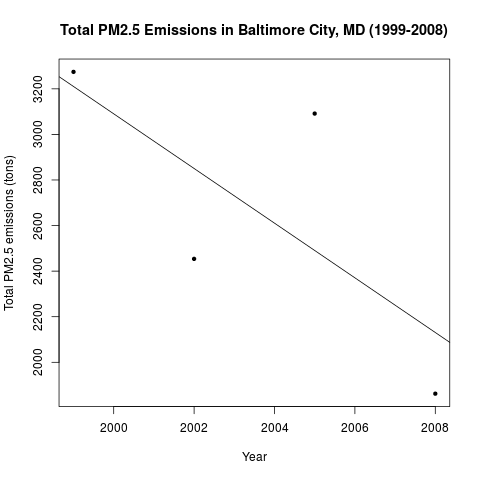 Total PM2.5 Emissions in Baltimore City, MD (1999-2008)
Total PM2.5 emissions (tons)
3200
3000
2800
2600
2400
2200
2000
2000 2002 2004 2006 2008
Year